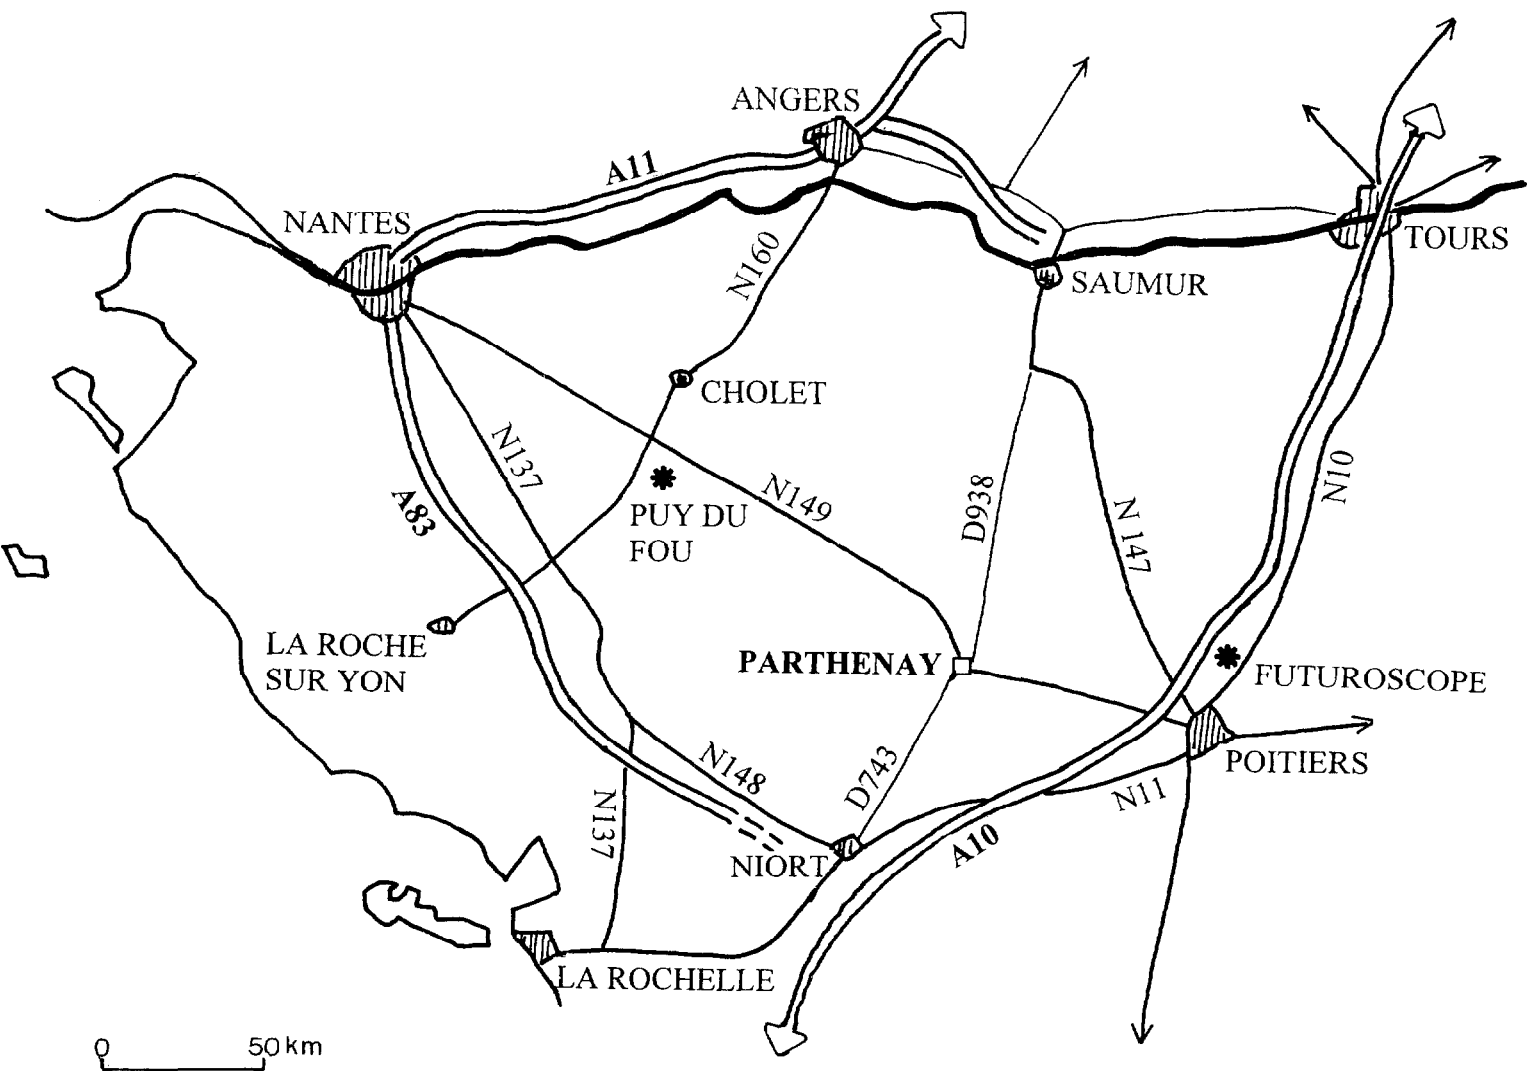 ANGERS
A11
NANTES
TOURS
N160
SAUMUR
CHOLET
N137
N149
N10
A83
PUY DU
FOU
D938
N 147
LA ROCHE
SUR YON
PARTHENAY
FUTUROSCOPE
N148
D743
POITIERS
N11
N137
A10
NIORT
LA ROCHELLE
0 50 km